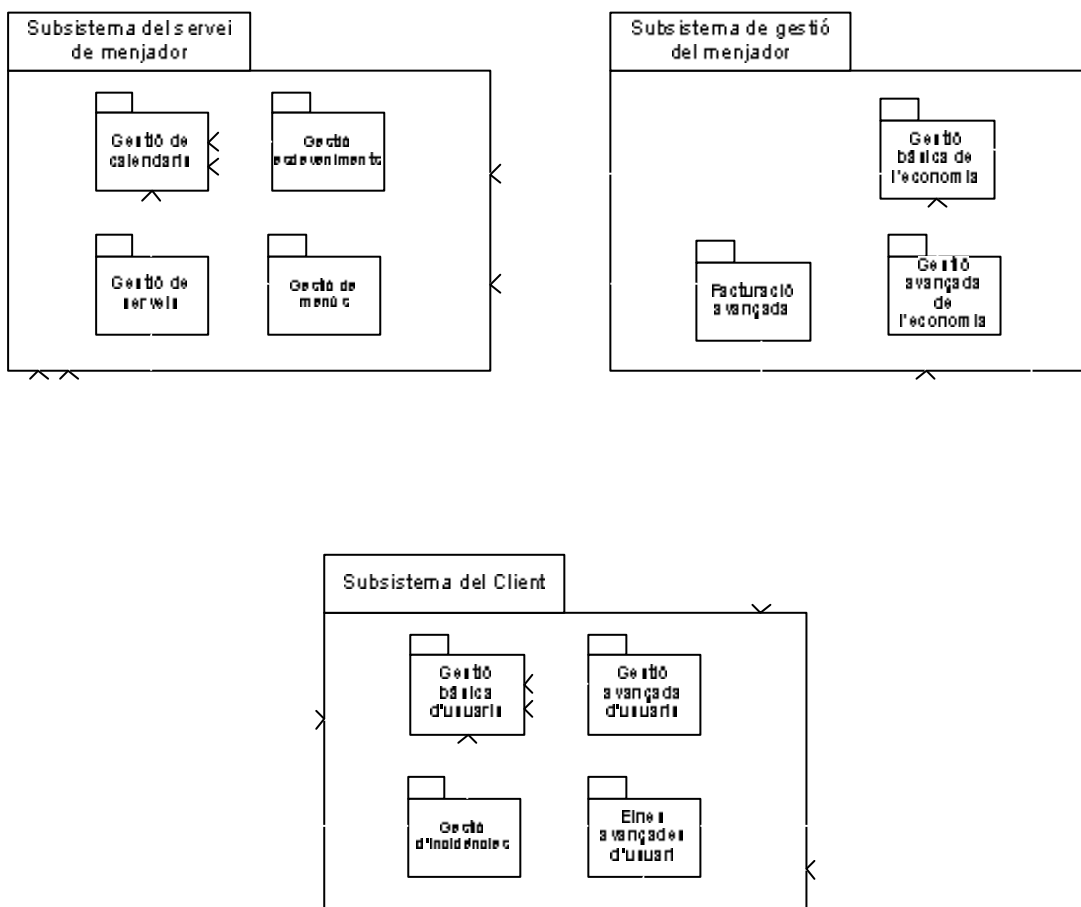 Subsistema del servei
de menjador
Subsistema de gestió
del menjador
Gestió de
calendaris
Gestió
esdeveniments
Gestió
bàsica de
l'economia
Gestió de
serveis
Gestió de
menús
Facturació
avançada
Gestió
avançada
de
l'economia
Subsistema del Client
Gestió
bàsica
d'usuaris
Gestió
avançada
d'usuaris
Gestió
d'incidències
Eines
avançades
d'usuari